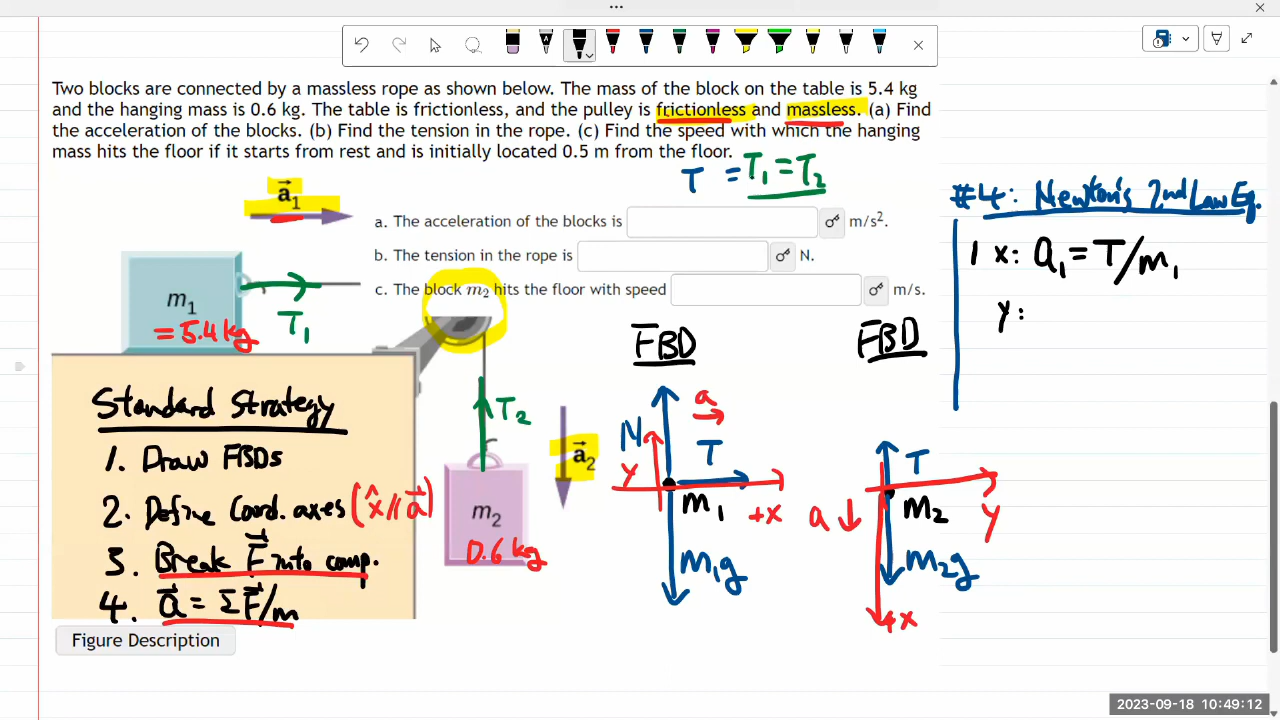 Two blocks are connected by a massless rope as shown below. The mass of the block on the table is 5.4 kg
and the hanging mass is 0.6 kg. The table is frictionless, and the pulley is frictionless and massless. (a) Find
the acceleration of the blocks. (b) Find the tension in the rope. (c) Find the speed with which the hanging
mass hits the floor if it starts from rest and is initially located 0.5 m from the floor.
T = T₁ = T₂
a⃗₁
#4: Newton's 2nd Law Eq.
a. The acceleration of the blocks is m/s².
b. The tension in the rope is N.
c. The block m₂ hits the floor with speed m/s.
1 x: a₁ = T/m₁
y:
m₁
= 5.4 kg
T₁
FBD
FBD
Standard Strategy
1. Draw FBDs
2. Define Coord. axes (x̂ // a⃗)
3. Break F⃗ into comp.
4. a⃗ = ΣF⃗/m
T₂
a⃗₂
m₂
0.6 kg
a
N
T
y
m₁
+x
m₁g
T
a
m₂
y
m₂g
+x
Figure Description
2023-09-18 10:49:12